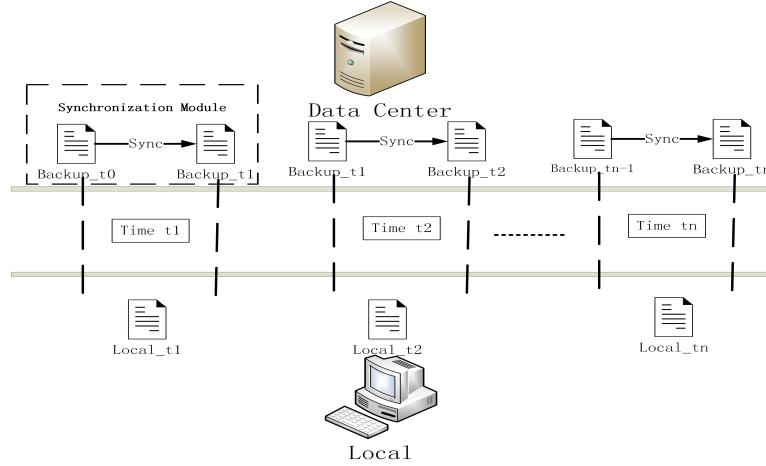 Synchronization Module
Data Center
Sync
Sync
Sync
Backup_t0
Backup_t1
Backup_t1
Backup_t2
Backup_tn-1
Backup_tn
Time t1
Time t2
Time tn
Local_t1
Local_t2
Local_tn
Local